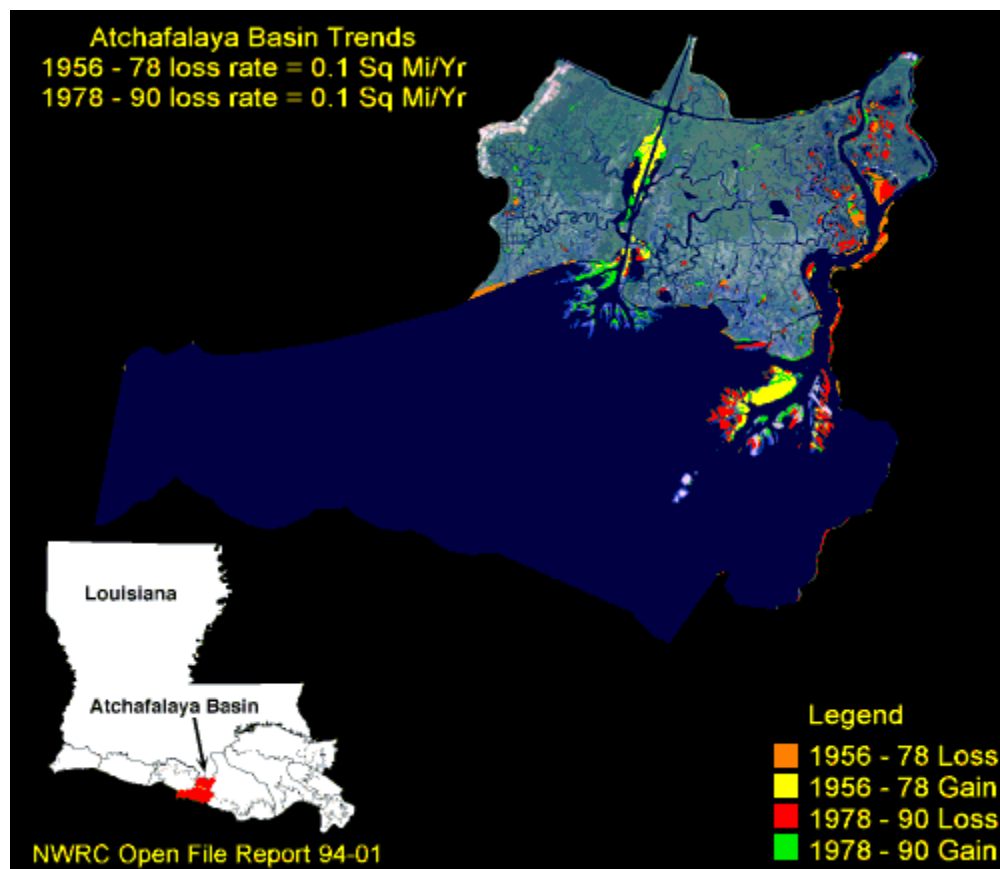 Atchafalaya Basin Trends
1956 - 78 loss rate = 0.1 Sq Mi/Yr
1978 - 90 loss rate = 0.1 Sq Mi/Yr
Louisiana
Atchafalaya Basin
Legend
1956 - 78 Loss
1956 - 78 Gain
1978 - 90 Loss
1978 - 90 Gain
NWRC Open File Report 94-01